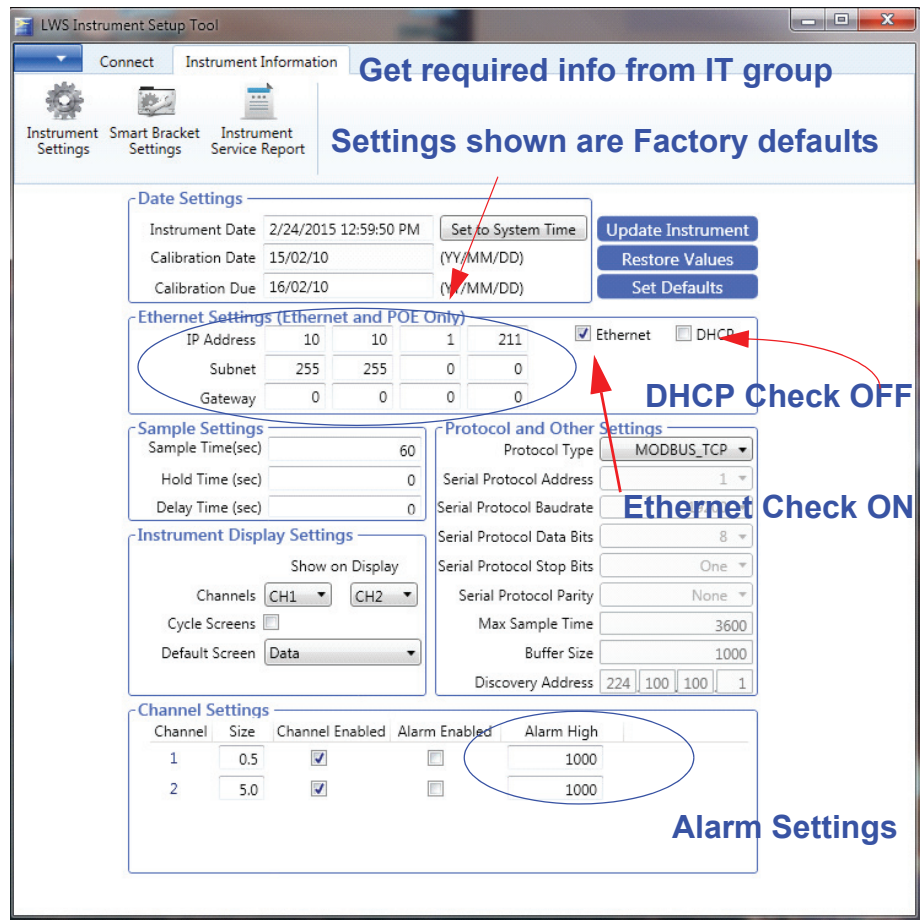 LWS Instrument Setup Tool
Connect Instrument Information
Get required info from IT group
Instrument Settings
Smart Bracket Settings
Instrument Service Report
Settings shown are Factory defaults
Date Settings
Instrument Date 2/24/2015 12:59:50 PM Set to System Time Update Instrument
Calibration Date 15/02/10 (YY/MM/DD) Restore Values
Calibration Due 16/02/10 (YY/MM/DD) Set Defaults
Ethernet Settings (Ethernet and POE Only)
IP Address 10 10 1 211 Ethernet DHCP
Subnet 255 255 0 0
Gateway 0 0 0 0
DHCP Check OFF
Sample Settings
Sample Time(sec) 60
Hold Time (sec) 0
Delay Time (sec) 0
Protocol and Other Settings
Protocol Type MODBUS_TCP
Serial Protocol Address 1
Serial Protocol Baudrate
Ethernet Check ON
Serial Protocol Data Bits 8
Serial Protocol Stop Bits One
Serial Protocol Parity None
Max Sample Time 3600
Buffer Size 1000
Discovery Address 224 100 100 1
Instrument Display Settings
Show on Display
Channels CH1 CH2
Cycle Screens
Default Screen Data
Channel Settings
Channel Size Channel Enabled Alarm Enabled Alarm High
1 0.5 1000
2 5.0 1000
Alarm Settings